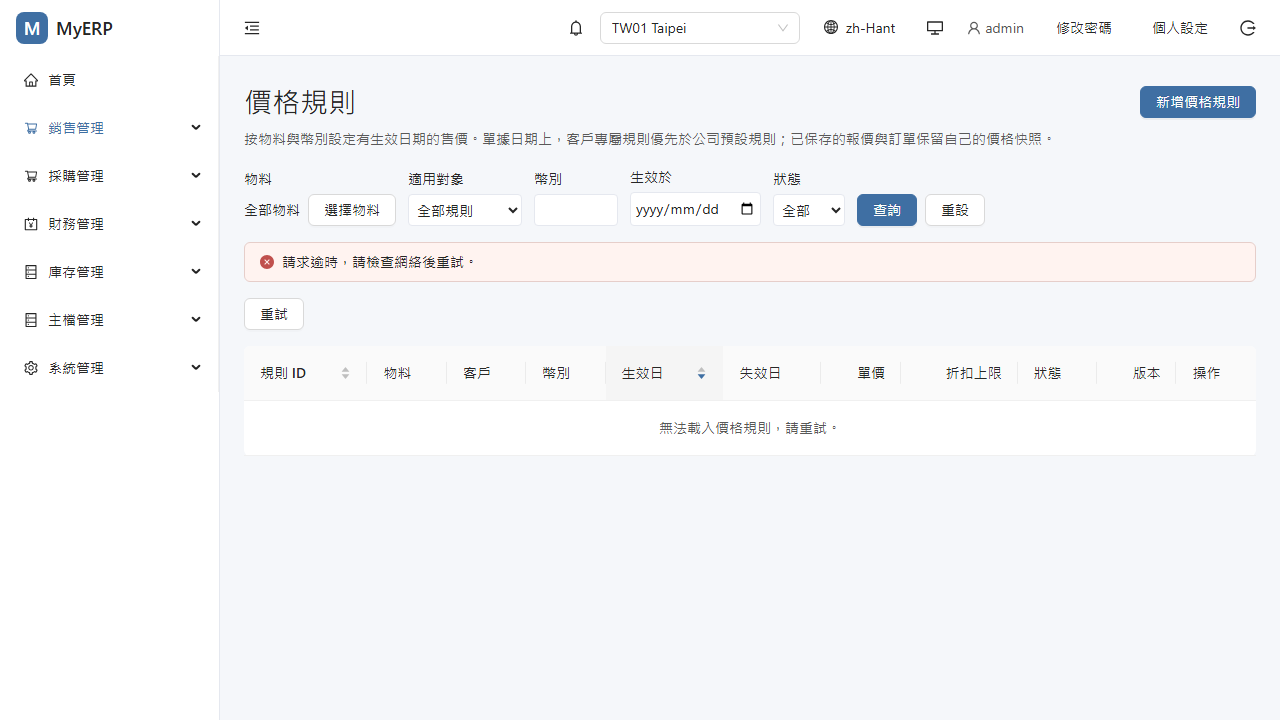 M MyERP
TW01 Taipei
zh-Hant
admin
修改密碼
個人設定
首頁
銷售管理
採購管理
財務管理
庫存管理
主檔管理
系統管理
價格規則
新增價格規則
按物料與幣別設定有生效日期的售價。單據日期上，客戶專屬規則優先於公司預設規則；已保存的報價與訂單保留自己的價格快照。
物料 適用對象 幣別 生效於 狀態
全部物料 選擇物料 全部規則 yyyy/mm/dd 全部 查詢 重設
請求逾時，請檢查網絡後重試。
重試
規則 ID 物料 客戶 幣別 生效日 失效日 單價 折扣上限 狀態 版本 操作
無法載入價格規則，請重試。